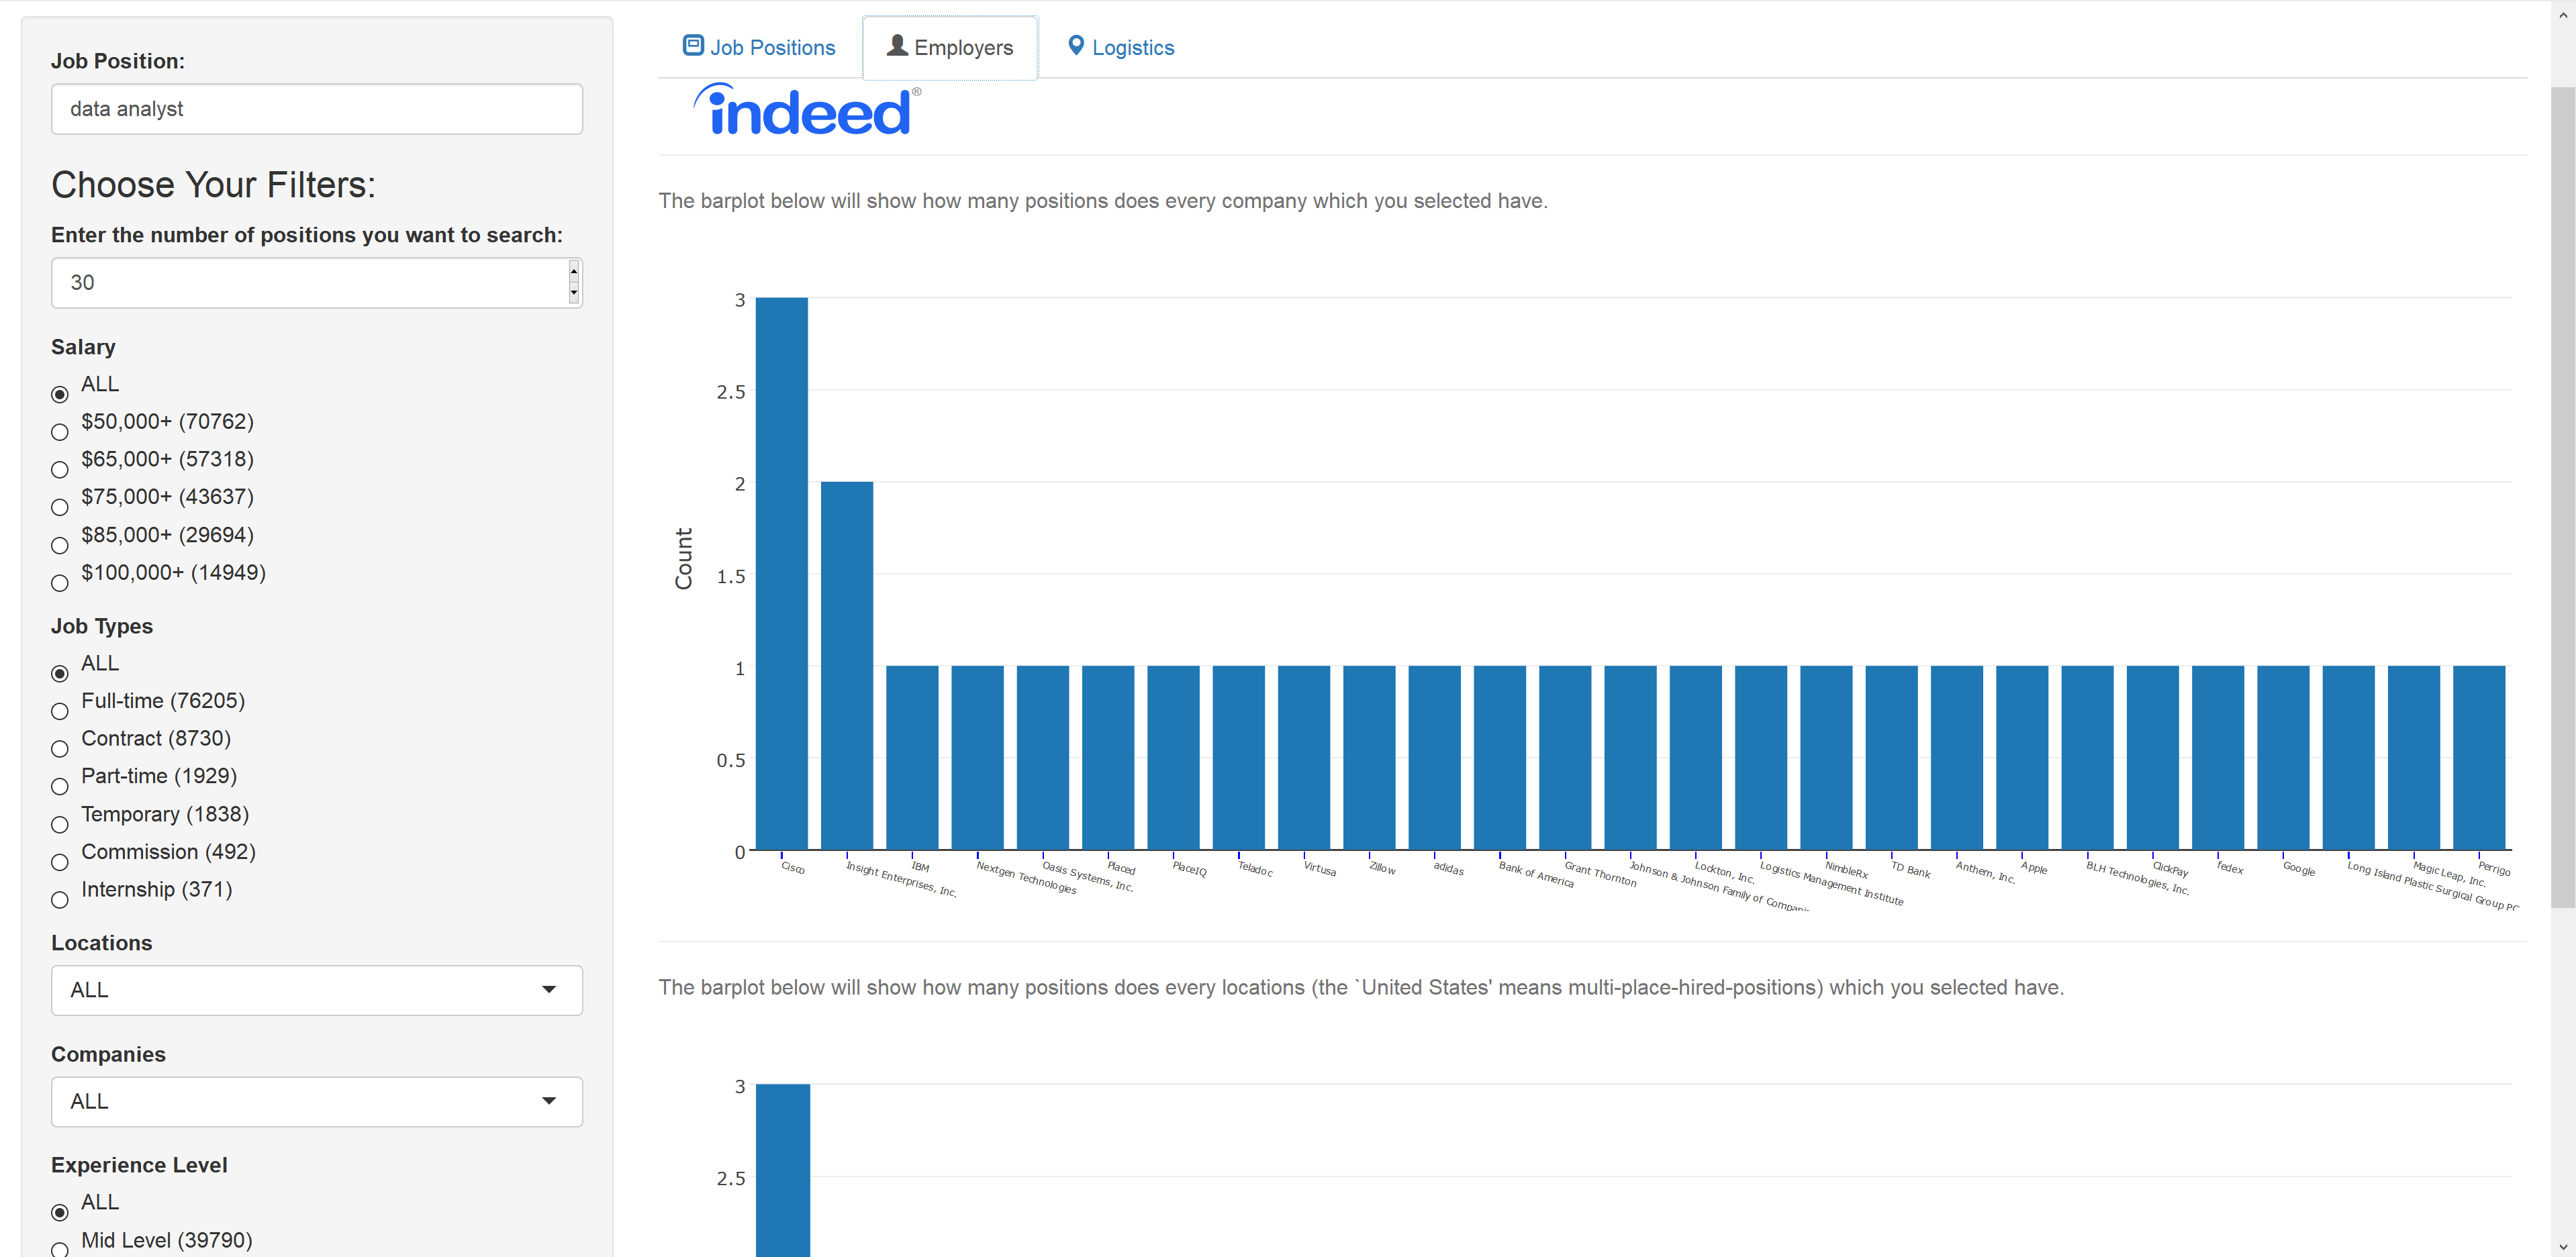 Job Position:
data analyst
Choose Your Filters:
Enter the number of positions you want to search:
30
Salary
ALL
$50,000+ (70762)
$65,000+ (57318)
$75,000+ (43637)
$85,000+ (29694)
$100,000+ (14949)
Job Types
ALL
Full-time (76205)
Contract (8730)
Part-time (1929)
Temporary (1838)
Commission (492)
Internship (371)
Locations
ALL
Companies
ALL
Experience Level
ALL
Mid Level (39790)
Job Positions Employers Logistics
indeed®
The barplot below will show how many positions does every company which you selected have.
3
2.5
2
1.5
1
0.5
0
Count
Cisco
Insight Enterprises, Inc.
IBM
Nextgen Technologies
Oasis Systems, Inc.
Placed
PlaceIQ
Teladoc
Virtusa
Zillow
adidas
Bank of America
Grant Thornton
Johnson & Johnson Family of
Lockton, Inc.
Logistics Management Institute
NimbleRx
TD Bank
Anthem, Inc.
Apple
BLH Technologies, Inc.
ClickPay
fedex
Google
Long Island Plastic Surgical Group PC
Magic Leap, Inc.
Perrigo
The barplot below will show how many positions does every locations (the `United States' means multi-place-hired-positions) which you selected have.
3
2.5